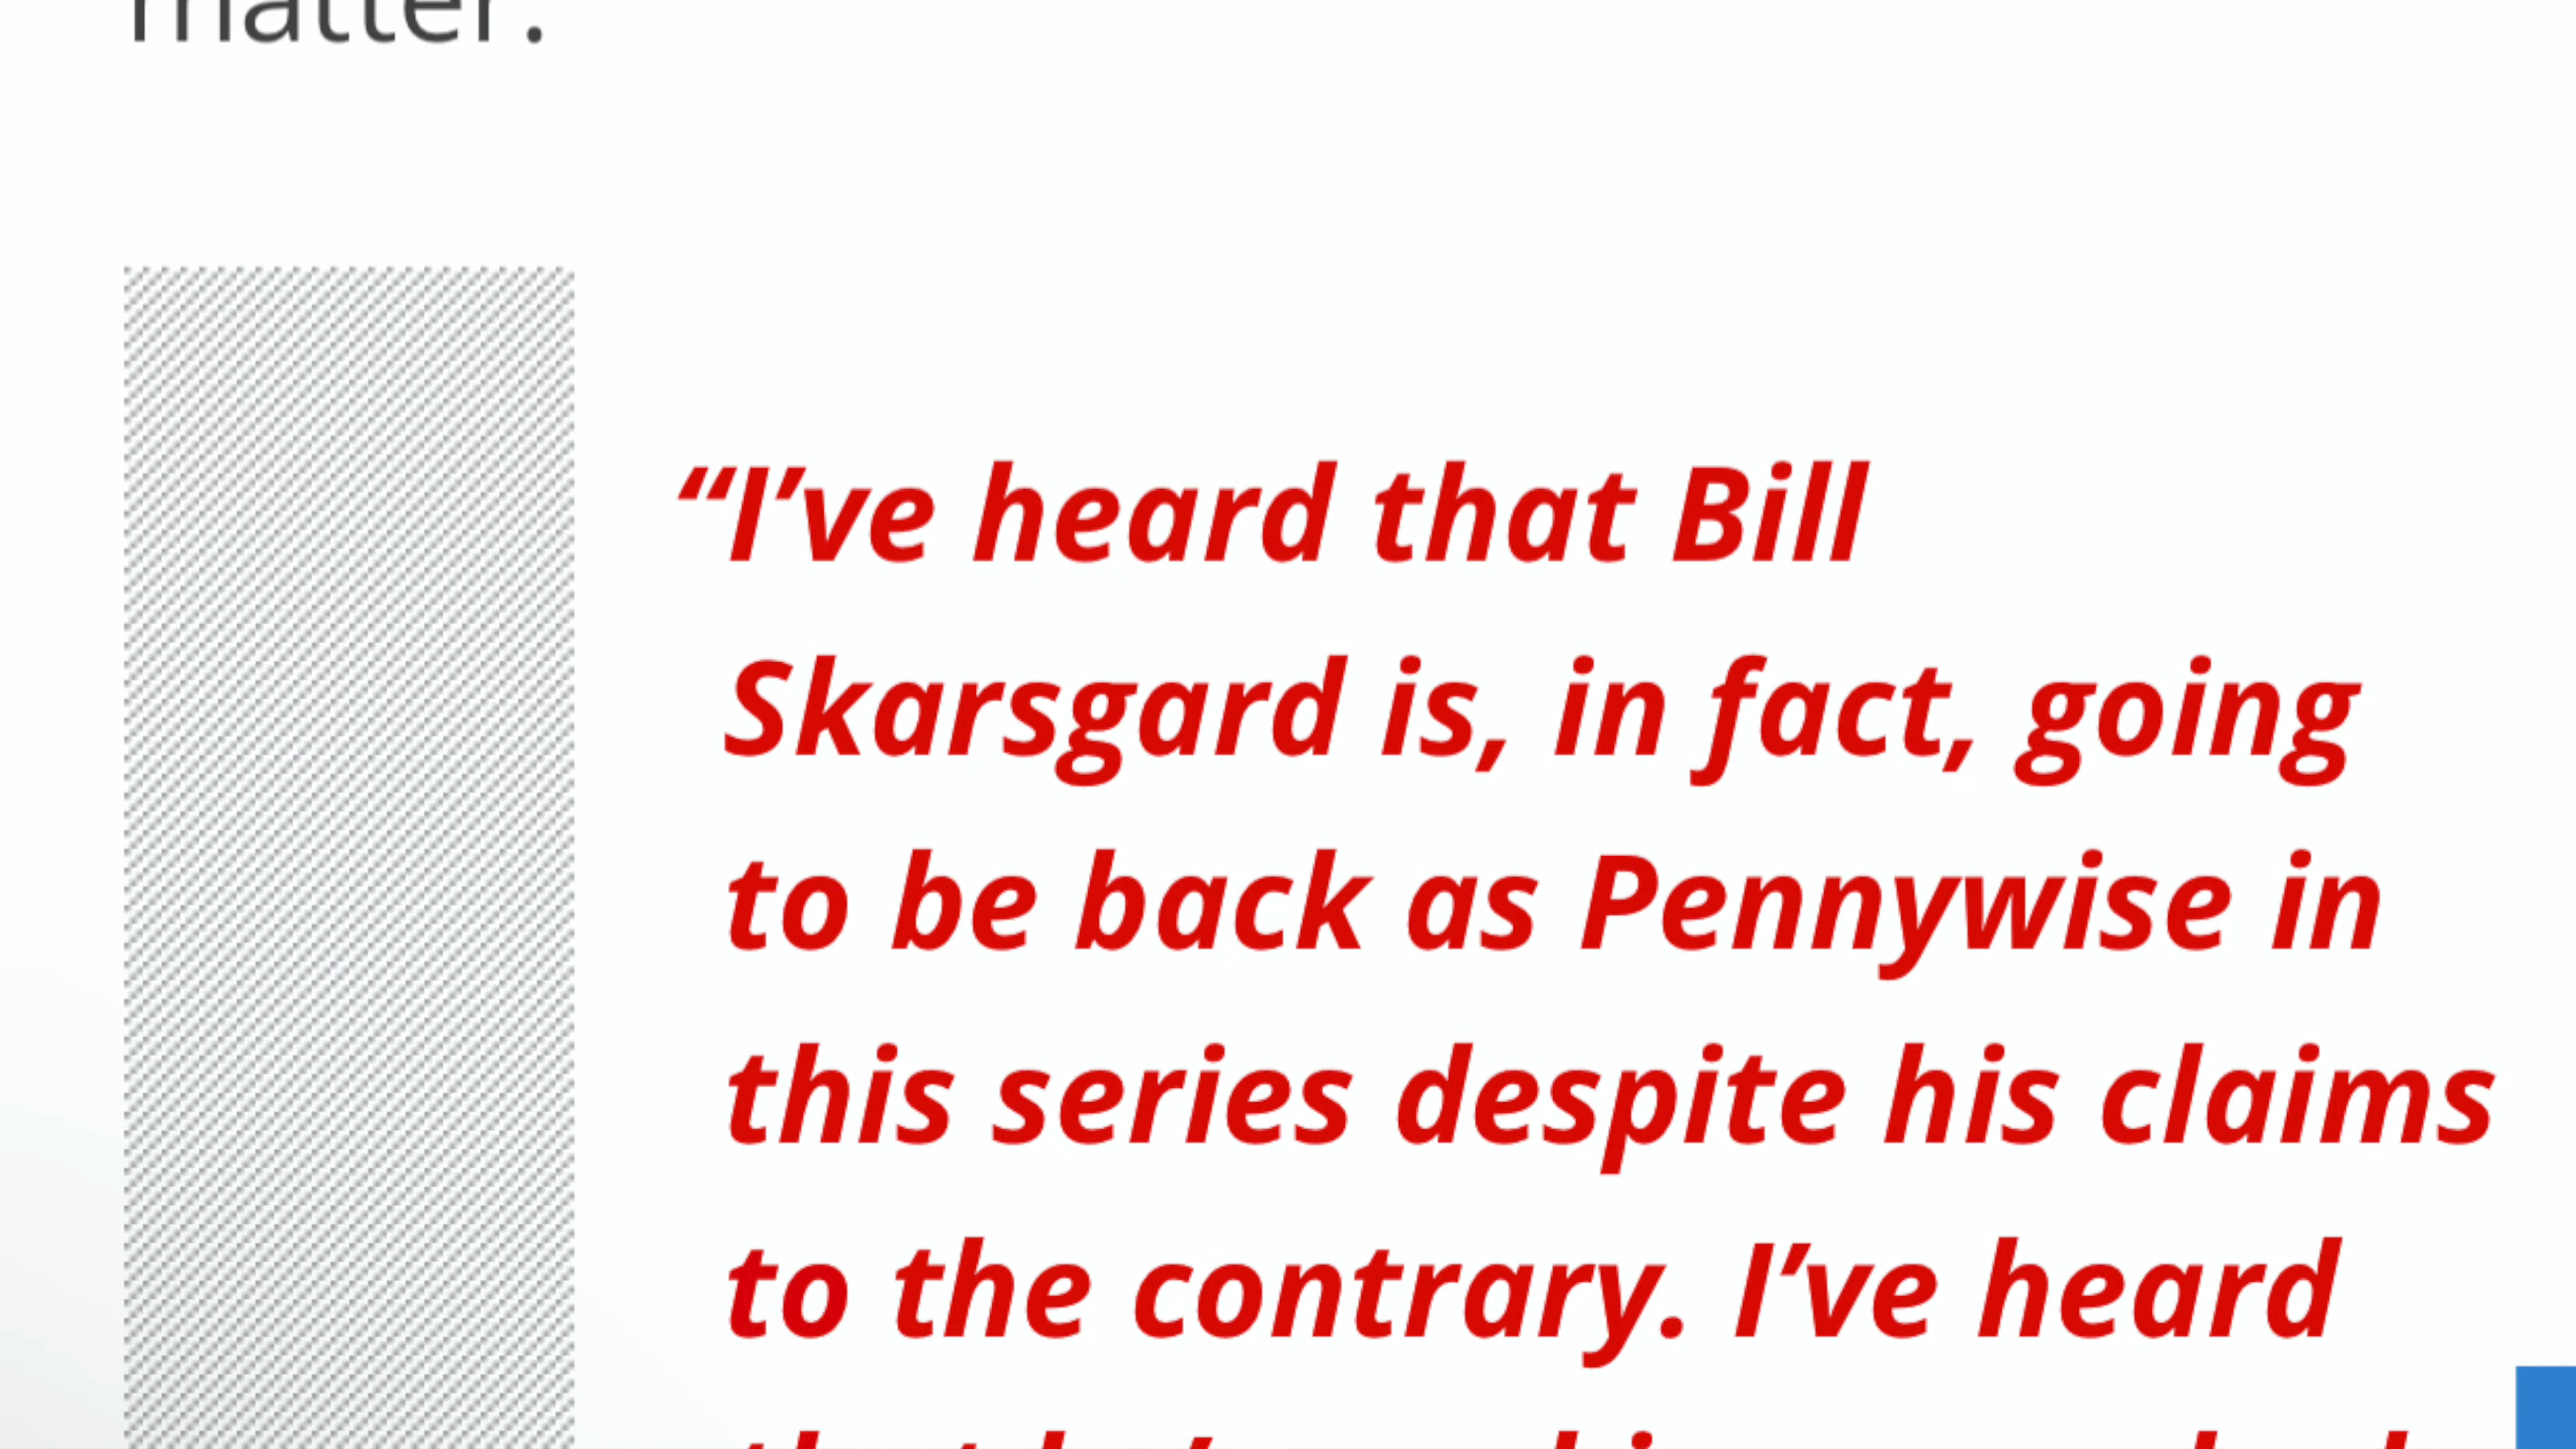 matter.
“I’ve heard that Bill
Skarsgard is, in fact, going
to be back as Pennywise in
this series despite his claims
to the contrary. I’ve heard